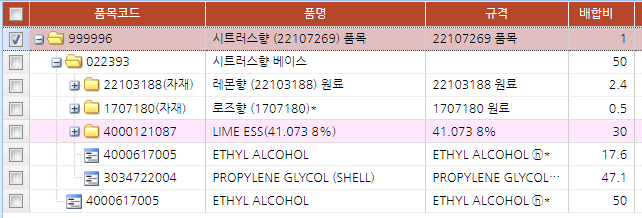 품목코드 품명 규격 배합비
999996 시트러스향 (22107269) 품목 22107269 품목 1
022393 시트러스향 베이스 50
22103188(자재) 레몬향 (22103188) 원료 22103188 원료 2.4
1707180(자재) 로즈향 (1707180)* 1707180 원료 0.5
4000121087 LIME ESS(41.073 8%) 41.073 8% 30
4000617005 ETHYL ALCOHOL ETHYL ALCOHOL ⓗ* 17.6
3034722004 PROPYLENE GLYCOL (SHELL) PROPYLENE GLYCOL··· 47.1
4000617005 ETHYL ALCOHOL ETHYL ALCOHOL ⓗ* 50